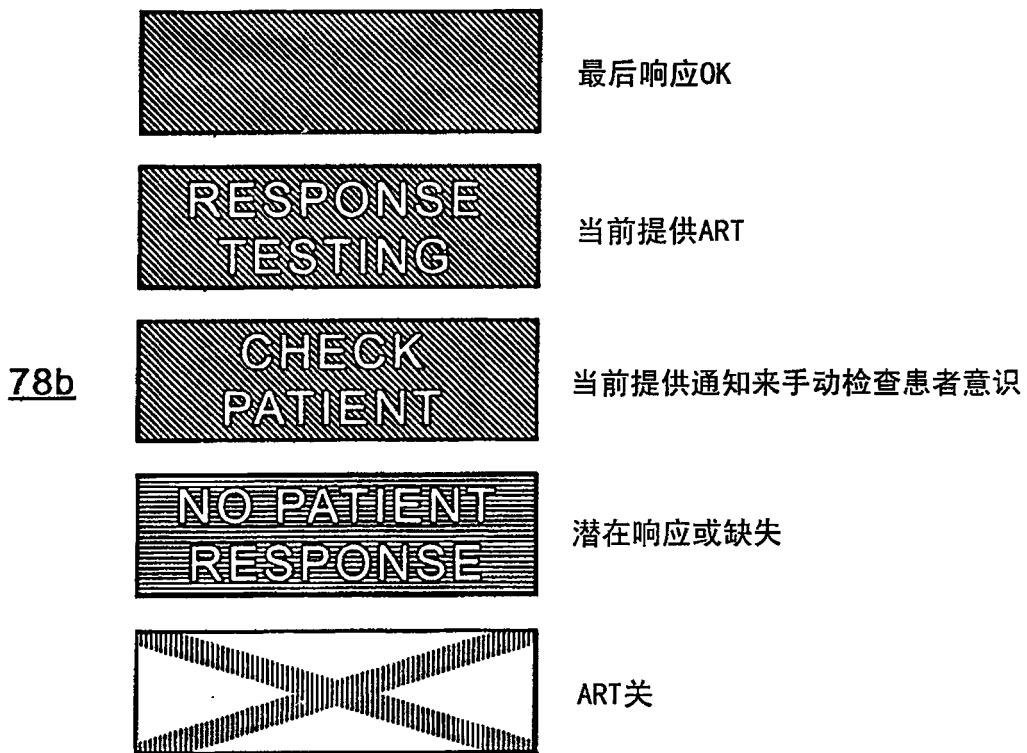 最后响应OK
RESPONSE
TESTING
当前提供ART
78b
CHECK
PATIENT
当前提供通知来手动检查患者意识
NO PATIENT
RESPONSE
潜在响应或缺失
ART关